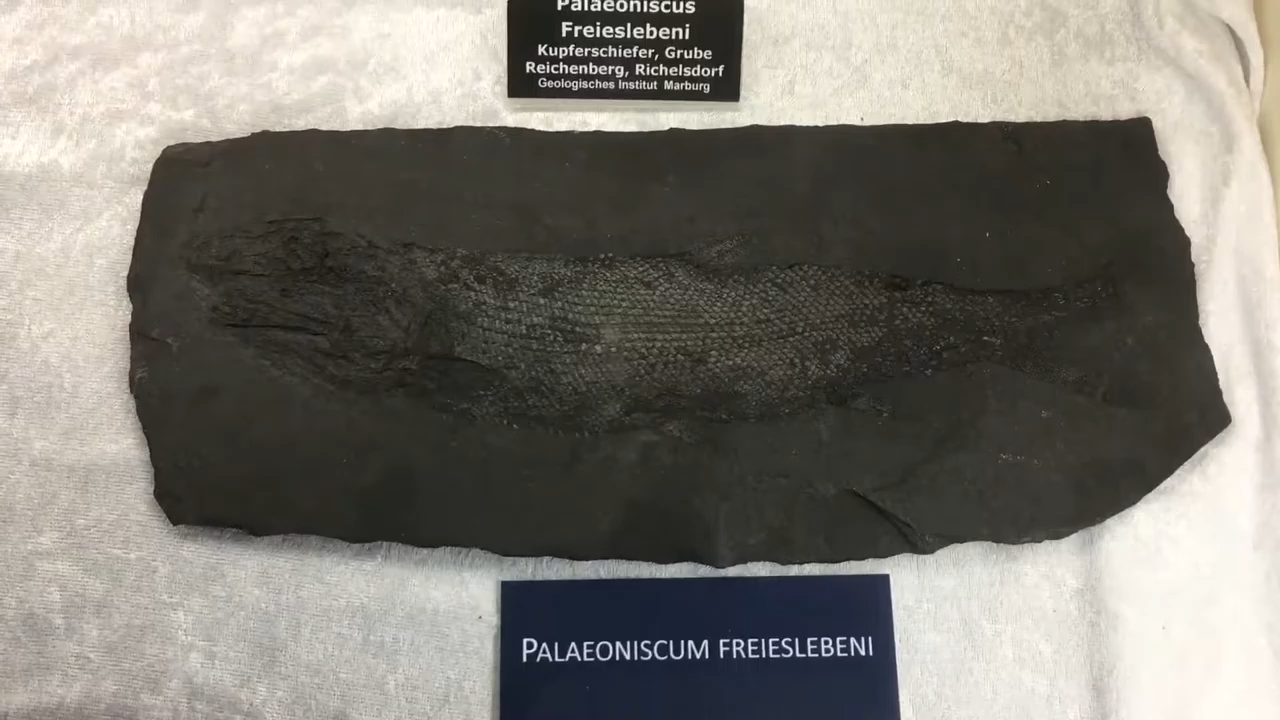 Palaeoniscus
Freieslebeni
Kupferschiefer, Grube
Reichenberg, Richelsdorf
Geologisches Institut Marburg
PALAEONISCUM FREIESLEBENI